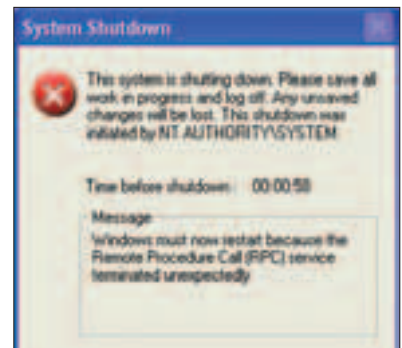 System Shutdown
This system is shutting down. Please save all
work in progress and log off. Any unsaved
changes will be lost. This shutdown was
initiated by NT AUTHORITY\SYSTEM
Time before shutdown: 00:00:58
Message
Windows must now restart because the
Remote Procedure Call (RPC) service
terminated unexpectedly